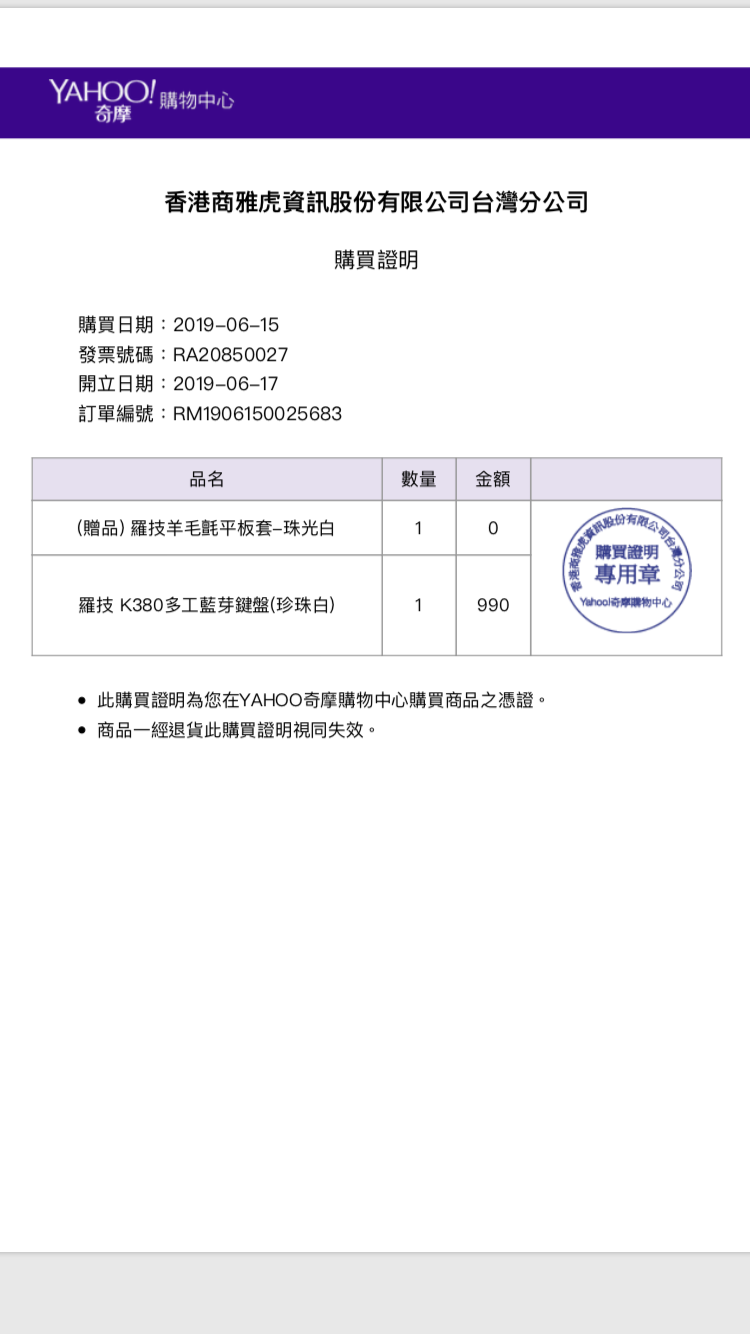 YAHOO!
奇摩
購物中心
香港商雅虎資訊股份有限公司台灣分公司
購買證明
購買日期：2019-06-15
發票號碼：RA20850027
開立日期：2019-06-17
訂單編號：RM1906150025683
品名 數量 金額
(贈品) 羅技羊毛氈平板套-珠光白 1 0
羅技 K380多工藍芽鍵盤(珍珠白) 1 990
香港商雅虎資訊股份有限公司台灣分公司
購買證明
專用章
Yahoo!奇摩購物中心
• 此購買證明為您在YAHOO奇摩購物中心購買商品之憑證。
• 商品一經退貨此購買證明視同失效。